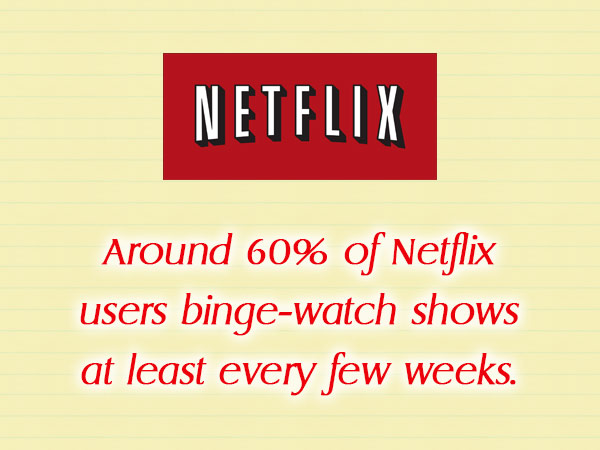 NETFLIX
Around 60% of Netflix
users binge-watch shows
at least every few weeks.